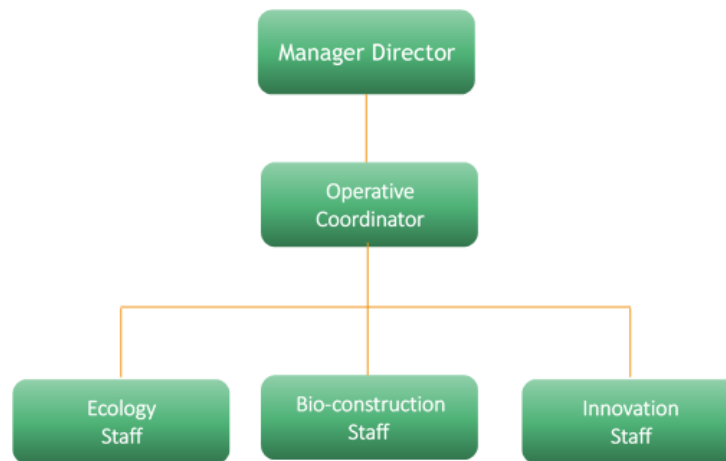 Manager Director
Operative
Coordinator
Ecology
Staff
Bio-construction
Staff
Innovation
Staff